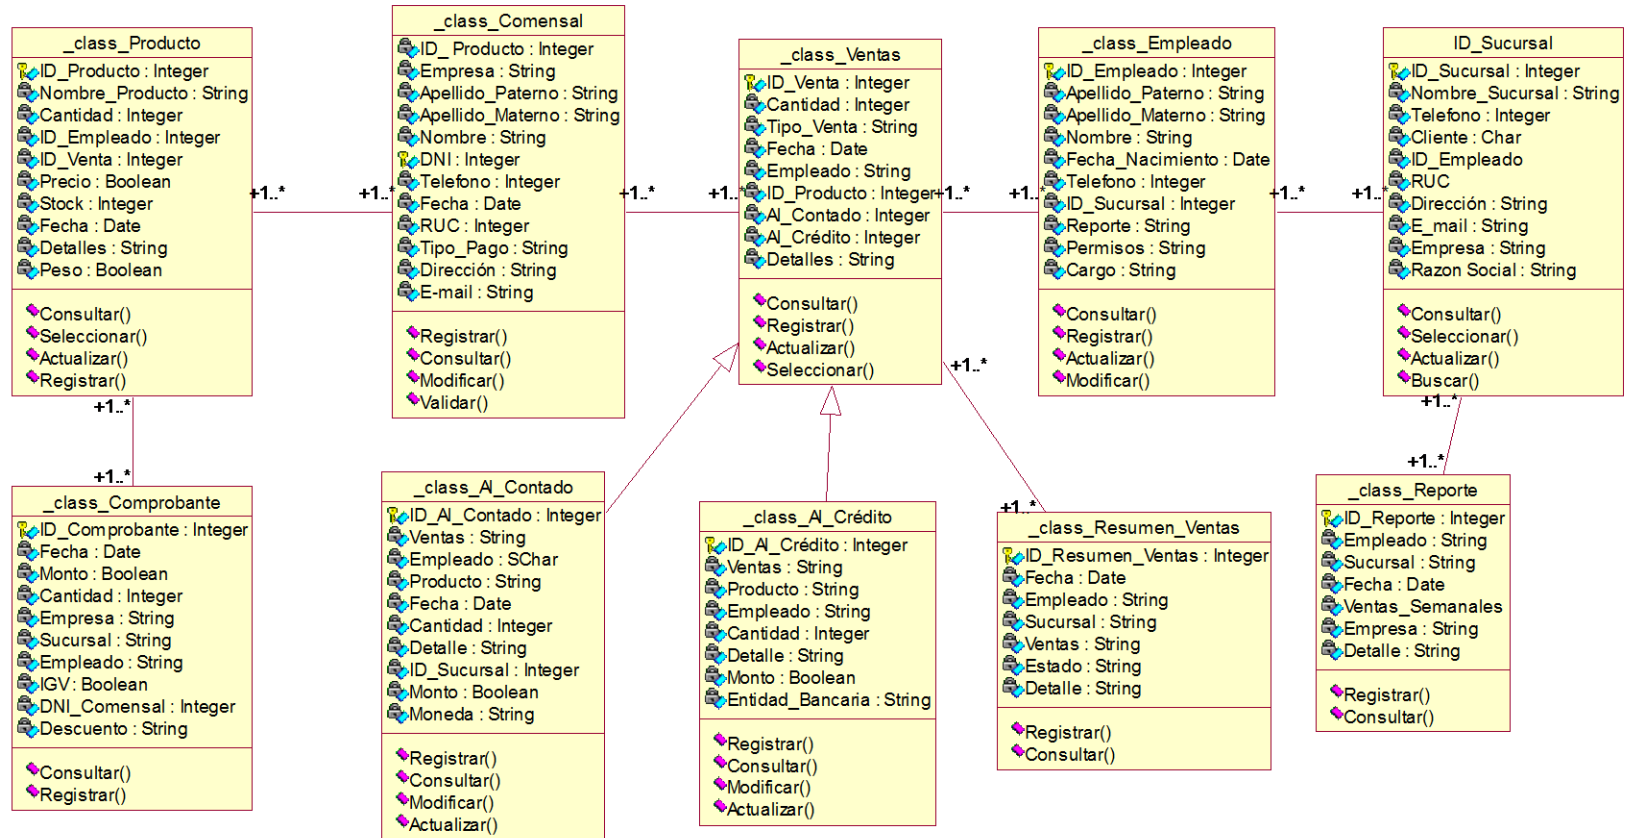 _class_Producto
ID_Producto : Integer
Nombre_Producto : String
Cantidad : Integer
ID_Empleado : Integer
ID_Venta : Integer
Precio : Boolean
Stock : Integer
Fecha : Date
Detalles : String
Peso : Boolean
Consultar()
Seleccionar()
Actualizar()
Registrar()
+1..*
+1..*
_class_Comensal
ID_ Producto : Integer
Empresa : String
Apellido_Paterno : String
Apellido_Materno : String
Nombre : String
DNI : Integer
Telefono : Integer
Fecha : Date
RUC : Integer
Tipo_Pago : String
Dirección : String
E-mail : String
Registrar()
Consultar()
Modificar()
Validar()
+1..*
+1..*
_class_Ventas
ID_Venta : Integer
Cantidad : Integer
Tipo_Venta : String
Fecha : Date
Empleado : String
ID_Producto : Integer
Al_Contado : Integer
Al_Crédito : Integer
Detalles : String
Consultar()
Registrar()
Actualizar()
Seleccionar()
+1..*
+1..*
_class_Empleado
ID_Empleado : Integer
Apellido_Paterno : String
Apellido_Materno : String
Nombre : String
Fecha_Nacimiento : Date
Telefono : Integer
ID_Sucursal : Integer
Reporte : String
Permisos : String
Cargo : String
Consultar()
Registrar()
Actualizar()
Modificar()
+1..*
+1..*
ID_Sucursal
ID_Sucursal : Integer
Nombre_Sucursal : String
Telefono : Integer
Cliente : Char
ID_Empleado
RUC
Dirección : String
E_mail : String
Empresa : String
Razon Social : String
Consultar()
Seleccionar()
Actualizar()
Buscar()
+1..*
+1..*
_class_Comprobante
ID_Comprobante : Integer
Fecha : Date
Monto : Boolean
Cantidad : Integer
Empresa : String
Sucursal : String
Empleado : String
IGV : Boolean
DNI_Comensal : Integer
Descuento : String
Consultar()
Registrar()
_class_Al_Contado
ID_Al_Contado : Integer
Ventas : String
Empleado : SChar
Producto : String
Fecha : Date
Cantidad : Integer
Detalle : String
ID_Sucursal : Integer
Monto : Boolean
Moneda : String
Registrar()
Consultar()
Modificar()
Actualizar()
_class_Al_Crédito
ID_Al_Crédito : Integer
Ventas : String
Producto : String
Empleado : String
Cantidad : Integer
Detalle : String
Monto : Boolean
Entidad_Bancaria : String
Registrar()
Consultar()
Modificar()
Actualizar()
+1..*
+1..*
_class_Resumen_Ventas
ID_Resumen_Ventas : Integer
Fecha : Date
Empleado : String
Sucursal : String
Ventas : String
Estado : String
Detalle : String
Registrar()
Consultar()
+1..*
+1..*
_class_Reporte
ID_Reporte : Integer
Empleado : String
Sucursal : String
Fecha : Date
Ventas_Semanales
Empresa : String
Detalle : String
Registrar()
Consultar()